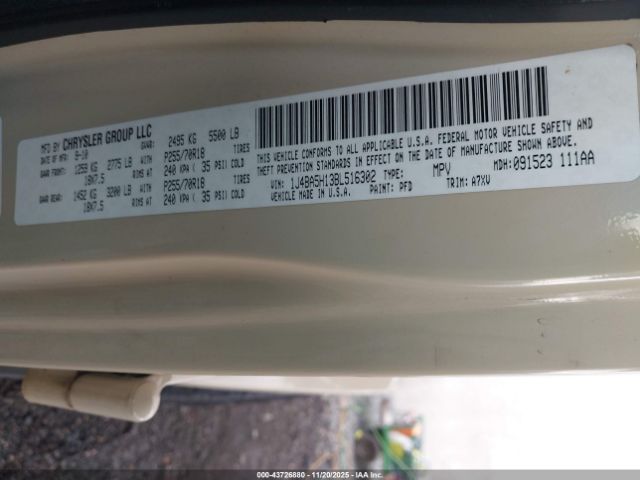 MFD BY CHRYSLER GROUP LLC
DATE OF MFR 9-10 GVWR: 2495 KG 5500 LB
GAWR FRONT: 1259 KG 2775 LB WITH P255/70R18 TIRES
18X7.5 RIMS AT 240 KPA ( 35 PSI) COLD
GAWR REAR: 1452 KG 3200 LB WITH P255/70R18 TIRES
18X7.5 RIMS AT 240 KPA ( 35 PSI) COLD
THIS VEHICLE CONFORMS TO ALL APPLICABLE U.S.A. FEDERAL MOTOR VEHICLE SAFETY AND
THEFT PREVENTION STANDARDS IN EFFECT ON THE DATE OF MANUFACTURE SHOWN ABOVE.
VIN: 1J4BA5H13BL516302 TYPE: MPV MDH: 091523 111AA
VEHICLE MADE IN U.S.A. PAINT: PFD TRIM: A7XV
000-43726880 - 11/20/2025 - IAAI, Inc.